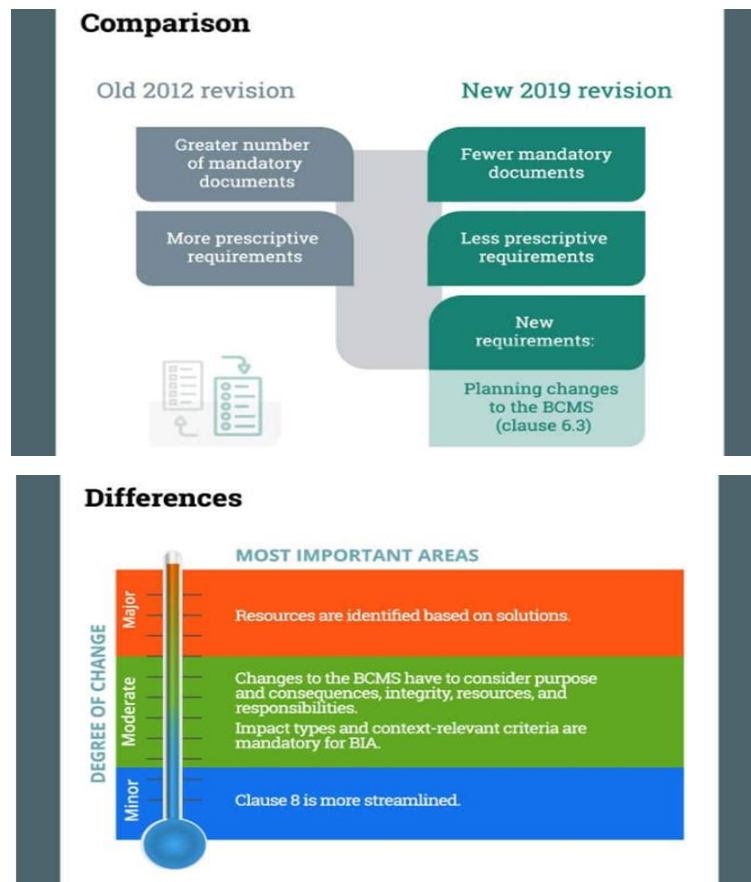 Comparison
Old 2012 revision
New 2019 revision
Greater number
of mandatory
documents
Fewer mandatory
documents
More prescriptive
requirements
Less prescriptive
requirements
New
requirements:
Planning changes
to the BCMS
(clause 6.3)
Differences
MOST IMPORTANT AREAS
DEGREE OF CHANGE
Major
Resources are identified based on solutions.
Moderate
Changes to the BCMS have to consider purpose
and consequences, integrity, resources, and
responsibilities.
Impact types and context-relevant criteria are
mandatory for BIA.
Minor
Clause 8 is more streamlined.